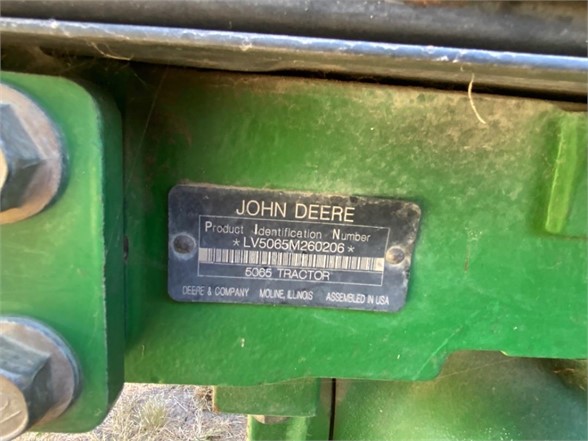 JOHN DEERE
Product Identification Number
*LV5065M260206*
5065 TRACTOR
DEERE & COMPANY MOLINE, ILLINOIS ASSEMBLED IN USA